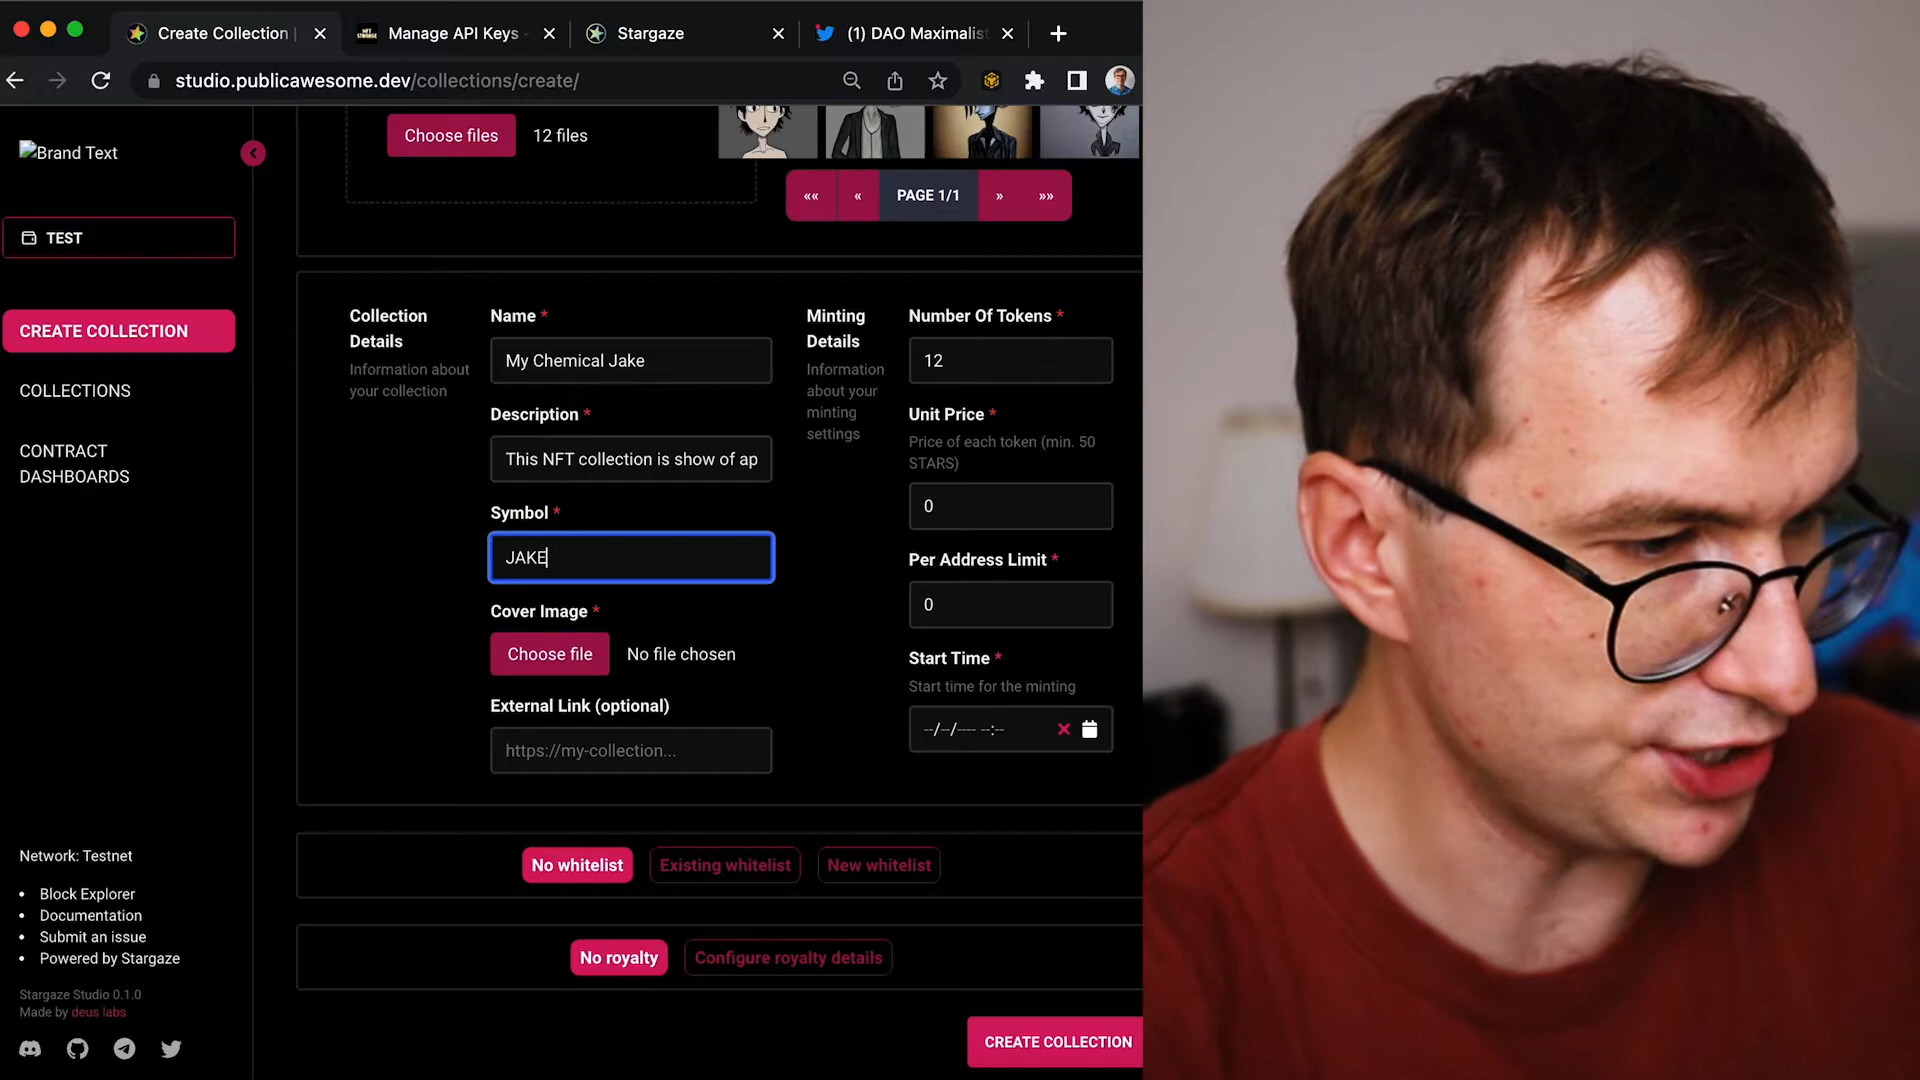 Create Collection |
Manage API Keys -
Stargaze
(1) DAO Maximalist
studio.publicawesome.dev/collections/create/
Brand Text
Choose files
12 files
««
«
PAGE 1/1
»
»»
TEST
CREATE COLLECTION
COLLECTIONS
CONTRACT
DASHBOARDS
Collection
Details
Information about
your collection
Name *
My Chemical Jake
Description *
This NFT collection is show of ap
Symbol *
JAKE
Cover Image *
Choose file
No file chosen
External Link (optional)
https://my-collection...
Minting
Details
Information
about your
minting
settings
Number Of Tokens *
12
Unit Price *
Price of each token (min. 50
STARS)
0
Per Address Limit *
0
Start Time *
Start time for the minting
--/--/---- --:--
No whitelist
Existing whitelist
New whitelist
No royalty
Configure royalty details
CREATE COLLECTION
Network: Testnet
• Block Explorer
• Documentation
• Submit an issue
• Powered by Stargaze
Stargaze Studio 0.1.0
Made by deus labs